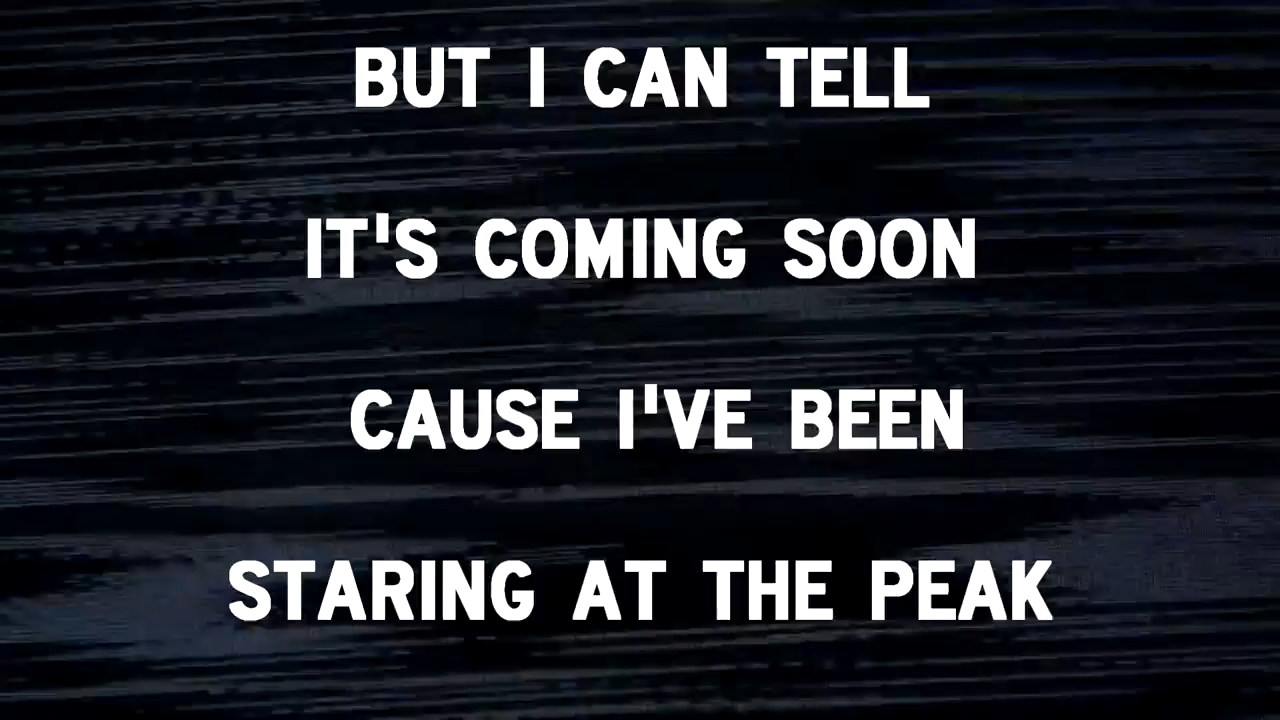 BUT I CAN TELL
IT'S COMING SOON
CAUSE I'VE BEEN
STARING AT THE PEAK